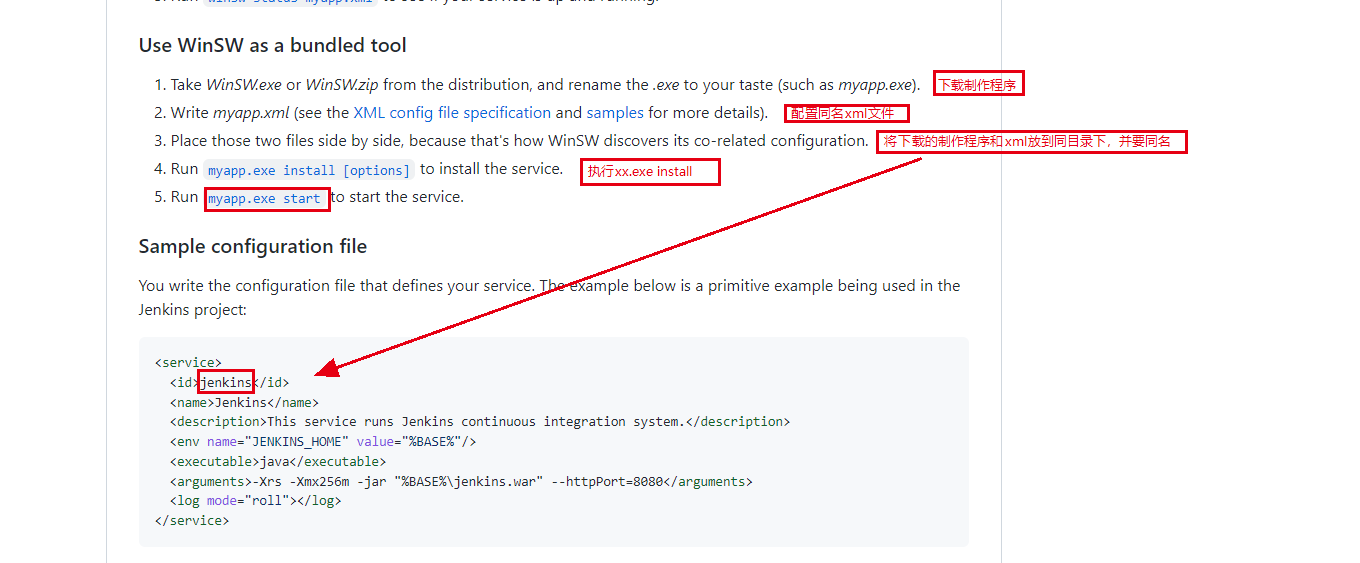 Use WinSW as a bundled tool
1. Take WinSW.exe or WinSW.zip from the distribution, and rename the .exe to your taste (such as myapp.exe). 下载制作程序
2. Write myapp.xml (see the XML config file specification and samples for more details). 配置同名xml文件
3. Place those two files side by side, because that's how WinSW discovers its co-related configuration. 将下载的制作程序和xml放到同目录下，并要同名
4. Run myapp.exe install [options] to install the service. 执行xx.exe install
5. Run myapp.exe start to start the service.
Sample configuration file
You write the configuration file that defines your service. The example below is a primitive example being used in the
Jenkins project:
<service>
<id>jenkins</id>
<name>Jenkins</name>
<description>This service runs Jenkins continuous integration system.</description>
<env name="JENKINS_HOME" value="%BASE%"/>
<executable>java</executable>
<arguments>-Xrs -Xmx256m -jar "%BASE%\jenkins.war" --httpPort=8080</arguments>
<log mode="roll"></log>
</service>